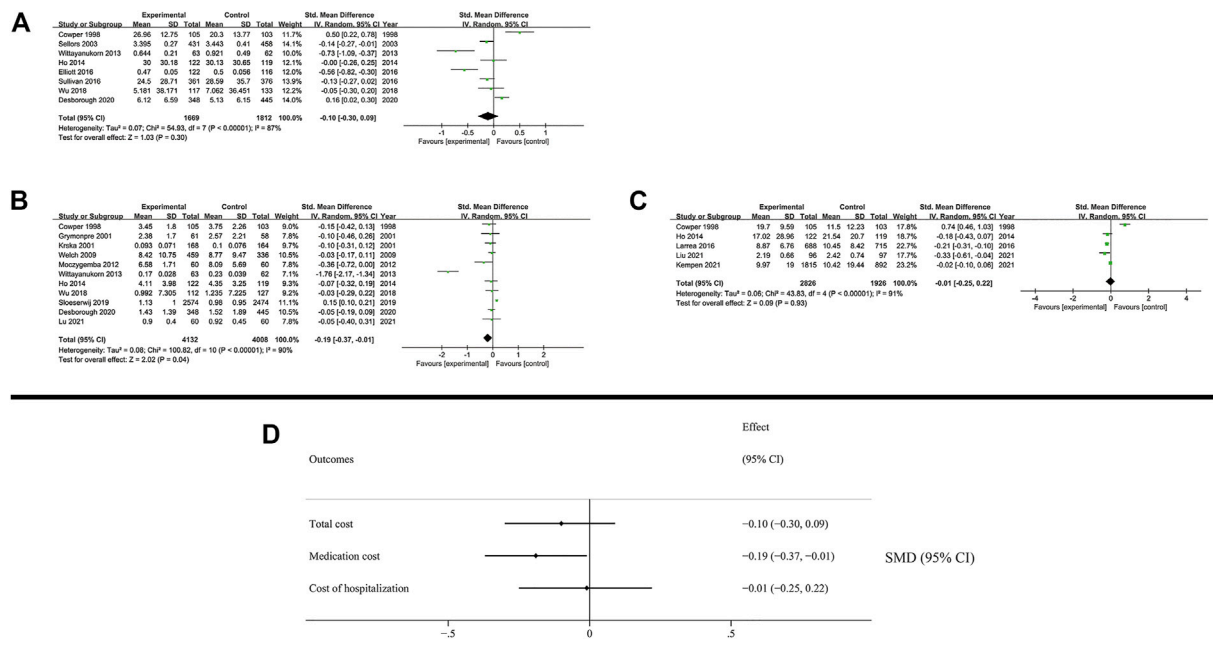 A
Experimental Control Std. Mean Difference Std. Mean Difference
Study or Subgroup Mean SD Total Mean SD Total Weight IV. Random. 95% CI Year IV. Random. 95% CI
Cowper 1998 26.96 12.75 105 20.3 13.77 103 11.7% 0.50 [0.22, 0.78] 1998
Sellors 2003 3.395 0.27 431 3.443 0.41 458 14.1% -0.14 [-0.27, -0.01] 2003
Wittayanukorn 2013 0.644 0.21 63 0.921 0.49 62 10.0% -0.73 [-1.09, -0.37] 2013
Ho 2014 30 30.18 122 30.13 30.65 119 12.0% -0.00 [-0.26, 0.25] 2014
Elliott 2016 0.47 0.05 122 0.5 0.056 116 11.9% -0.56 [-0.82, -0.30] 2016
Sullivan 2016 24.5 28.71 361 28.59 35.7 376 14.0% -0.13 [-0.27, 0.02] 2016
Wu 2018 5.181 38.171 117 7.062 36.451 133 12.1% -0.05 [-0.30, 0.20] 2018
Desborough 2020 6.12 6.59 348 5.13 6.15 445 14.0% 0.16 [0.02, 0.30] 2020
Total (95% CI) 1669 1812 100.0% -0.10 [-0.30, 0.09]
Heterogeneity: Tau² = 0.07; Chi² = 54.93, df = 7 (P < 0.00001); I² = 87%
Test for overall effect: Z = 1.03 (P = 0.30)
-1 -0.5 0 0.5 1
Favours [experimental] Favours [control]
B
Experimental Control Std. Mean Difference Std. Mean Difference
Study or Subgroup Mean SD Total Mean SD Total Weight IV. Random. 95% CI Year IV. Random. 95% CI
Cowper 1998 3.45 1.8 105 3.75 2.26 103 9.0% -0.15 [-0.42, 0.13] 1998
Grymonpre 2001 2.38 1.7 61 2.57 2.21 58 7.8% -0.10 [-0.46, 0.26] 2001
Krska 2001 0.093 0.071 168 0.1 0.076 164 9.8% -0.10 [-0.31, 0.12] 2001
Welch 2009 8.42 10.75 459 8.77 9.47 336 10.7% -0.03 [-0.17, 0.11] 2009
Moczygemba 2012 6.58 1.71 60 8.09 5.69 60 7.8% -0.36 [-0.72, 0.00] 2012
Wittayanukorn 2013 0.17 0.028 63 0.23 0.039 62 7.2% -1.76 [-2.17, -1.34] 2013
Ho 2014 4.11 3.98 122 4.35 3.25 119 9.3% -0.07 [-0.32, 0.19] 2014
Wu 2018 0.992 7.305 112 1.235 7.225 127 9.3% -0.03 [-0.29, 0.22] 2018
Sloeserwij 2019 1.13 1 2574 0.98 0.95 2474 11.1% 0.15 [0.10, 0.21] 2019
Desborough 2020 1.43 1.39 348 1.52 1.89 445 10.7% -0.05 [-0.19, 0.09] 2020
Lu 2021 0.9 0.4 60 0.92 0.45 60 7.8% -0.05 [-0.40, 0.31] 2021
Total (95% CI) 4132 4008 100.0% -0.19 [-0.37, -0.01]
Heterogeneity: Tau² = 0.08; Chi² = 100.82, df = 10 (P < 0.00001); I² = 90%
Test for overall effect: Z = 2.02 (P = 0.04)
-2 -1 0 1 2
Favours [experimental] Favours [control]
C
Experimental Control Std. Mean Difference Std. Mean Difference
Study or Subgroup Mean SD Total Mean SD Total Weight IV. Random. 95% CI Year IV. Random. 95% CI
Cowper 1998 19.7 9.59 105 11.5 12.23 103 17.8% 0.74 [0.46, 1.03] 1998
Ho 2014 17.02 28.96 122 21.54 20.7 119 18.7% -0.18 [-0.43, 0.07] 2014
Larrea 2016 8.87 6.76 688 10.45 8.42 715 22.5% -0.21 [-0.31, -0.10] 2016
Liu 2021 2.19 0.66 96 2.42 0.74 97 17.8% -0.33 [-0.61, -0.04] 2021
Kempen 2021 9.97 19 1815 10.42 19.44 892 23.2% -0.02 [-0.10, 0.06] 2021
Total (95% CI) 2826 1926 100.0% -0.01 [-0.25, 0.22]
Heterogeneity: Tau² = 0.06; Chi² = 43.83, df = 4 (P < 0.00001); I² = 91%
Test for overall effect: Z = 0.09 (P = 0.93)
-4 -2 0 2 4
Favours [experimental] Favours [control]
D
Effect
Outcomes (95% CI)
Total cost −0.10 (−0.30, 0.09)
Medication cost −0.19 (−0.37, −0.01) SMD (95% CI)
Cost of hospitalization −0.01 (−0.25, 0.22)
−.5 0 .5